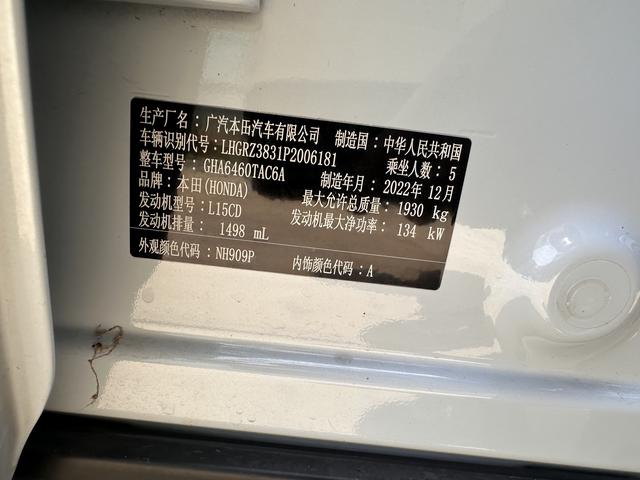 生产厂名：广汽本田汽车有限公司 制造国：中华人民共和国
车辆识别代号：LHGRZ3831P2006181 乘坐人数：5
整车型号：GHA6460TAC6A 制造年月：2022年12月
品牌：本田(HONDA) 最大允许总质量：1930 kg
发动机型号：L15CD 发动机最大净功率：134 kW
发动机排量：1498 mL
外观颜色代码：NH909P 内饰颜色代码：A